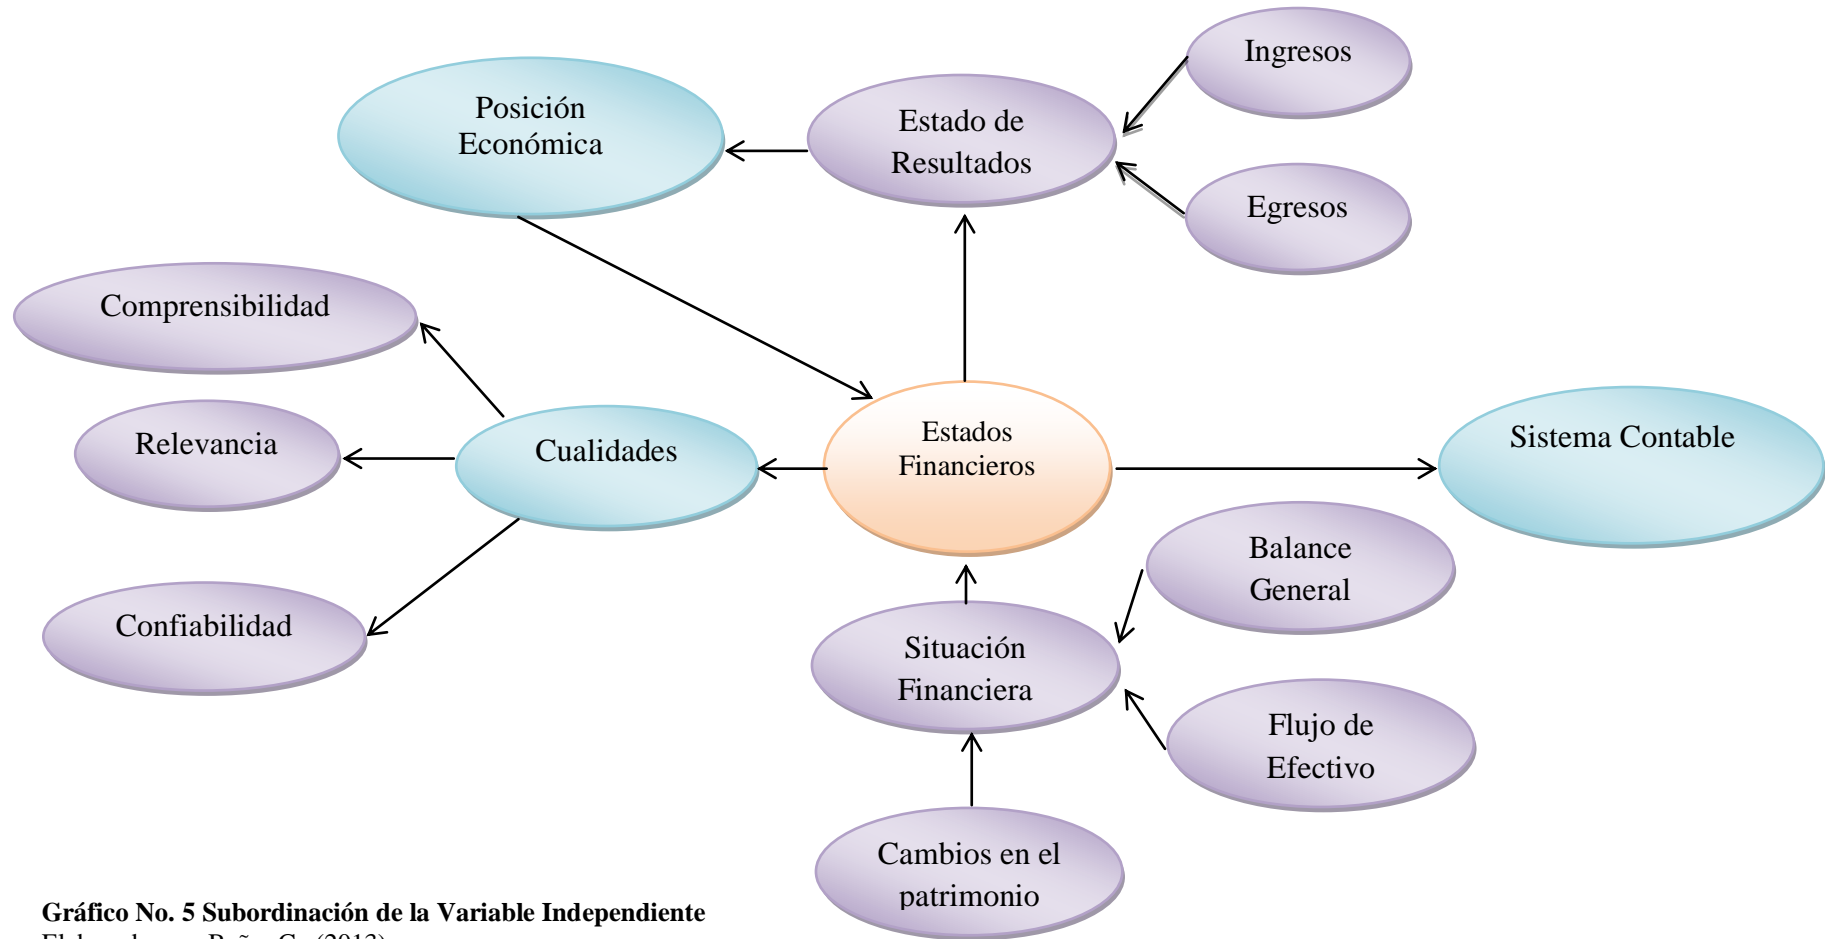 Ingresos
Posición
Económica
Estado de
Resultados
Egresos
Comprensibilidad
Relevancia
Cualidades
Estados
Financieros
Sistema Contable
Confiabilidad
Balance
General
Situación
Financiera
Flujo de
Efectivo
Cambios en el
patrimonio
Gráfico No. 5 Subordinación de la Variable Independiente
(2013)